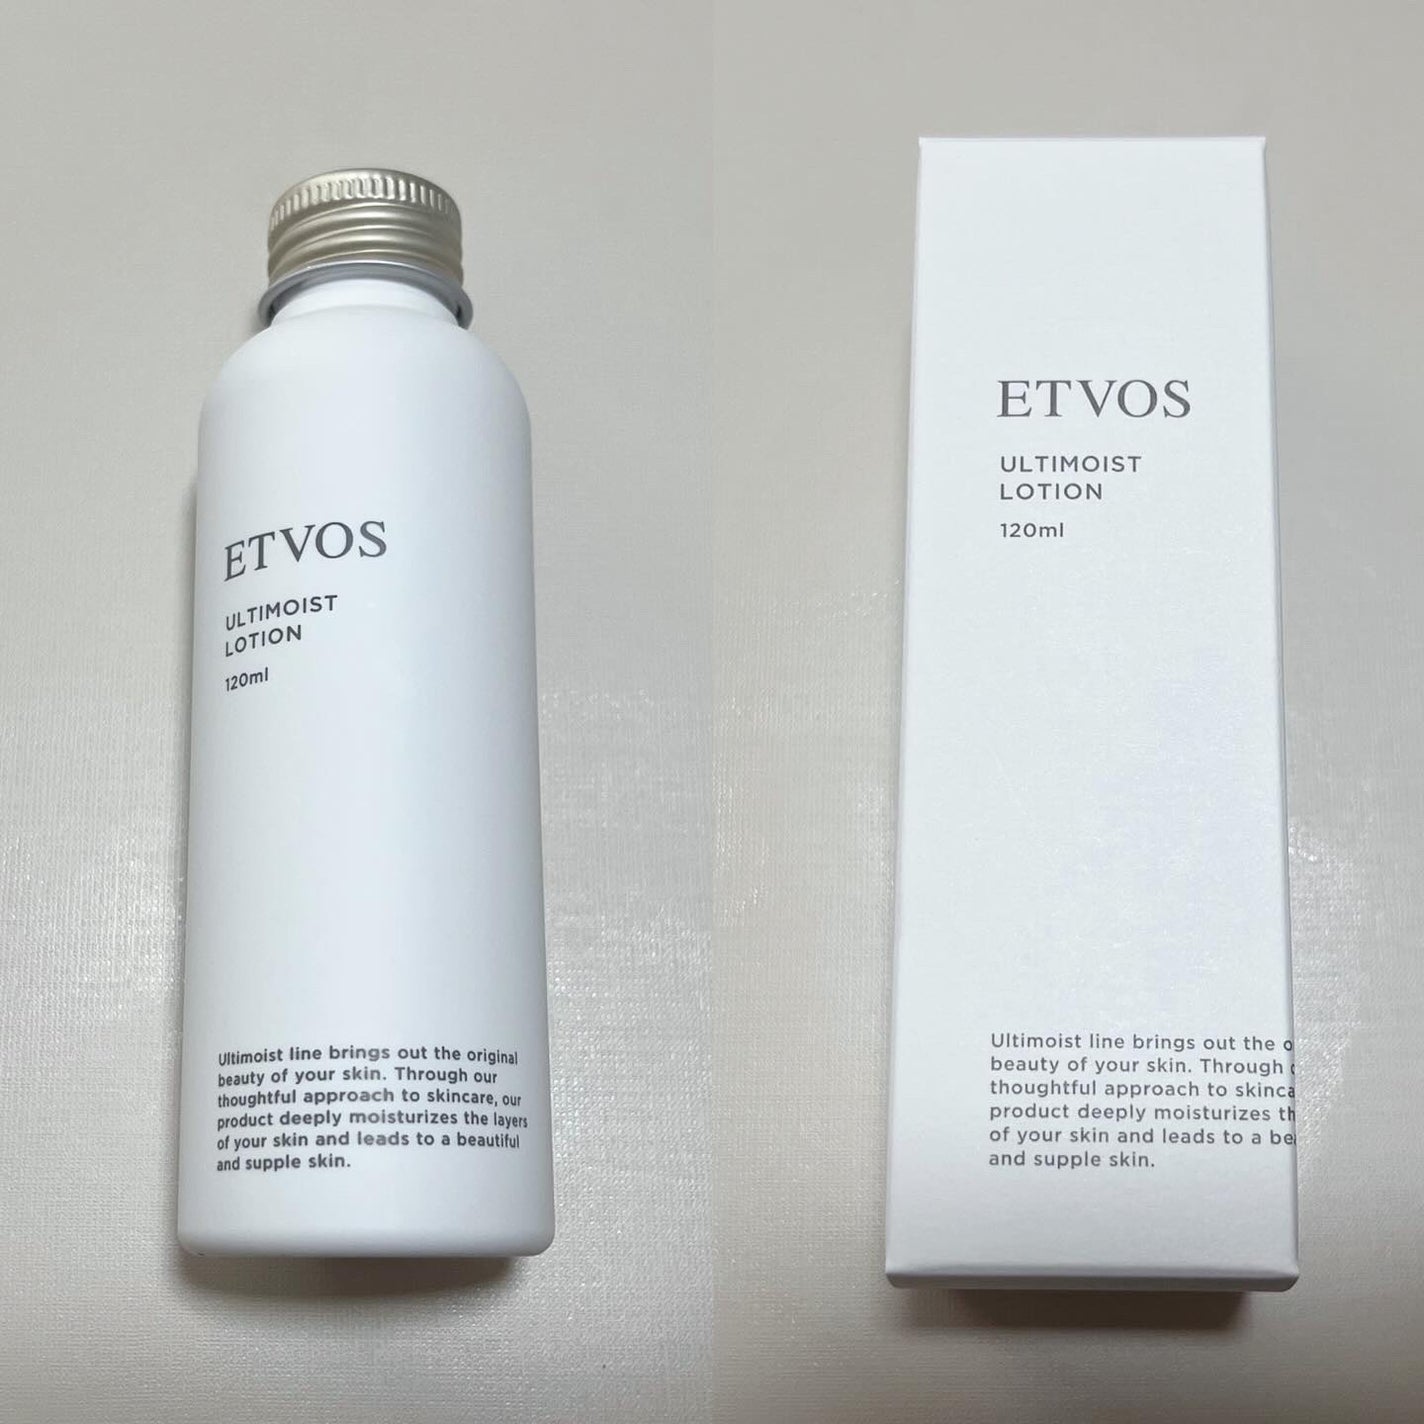 ETVOS
ULTIMOIST
LOTION
120ml
Ultimoist line brings out the original
beauty of your skin. Through our
thoughtful approach to skincare, our
product deeply moisturizes the layers
of your skin and leads to a beautiful
and supple skin.
ETVOS
ULTIMOIST
LOTION
120ml
Ultimoist line brings out the
beauty of your skin. Through
thoughtful approach to
product deeply moisturizes
of your skin and leads to a
and supple skin.